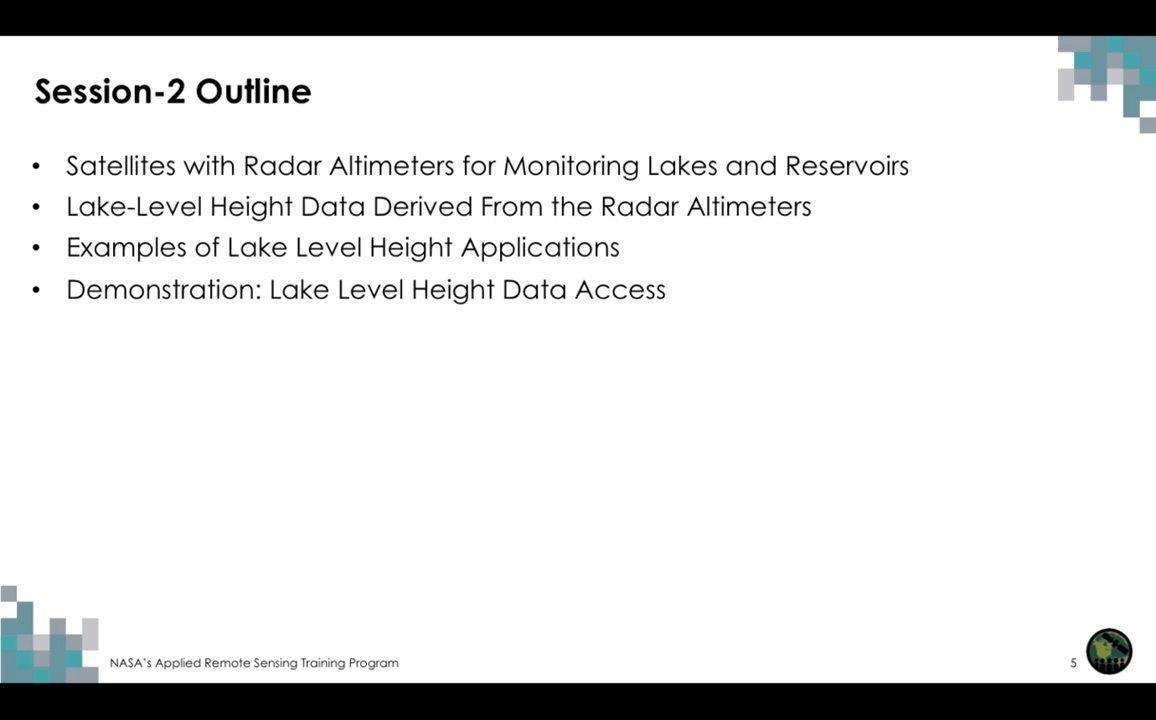 Session-2 Outline
• Satellites with Radar Altimeters for Monitoring Lakes and Reservoirs
• Lake-Level Height Data Derived From the Radar Altimeters
• Examples of Lake Level Height Applications
• Demonstration: Lake Level Height Data Access
NASA's Applied Remote Sensing Training Program
5